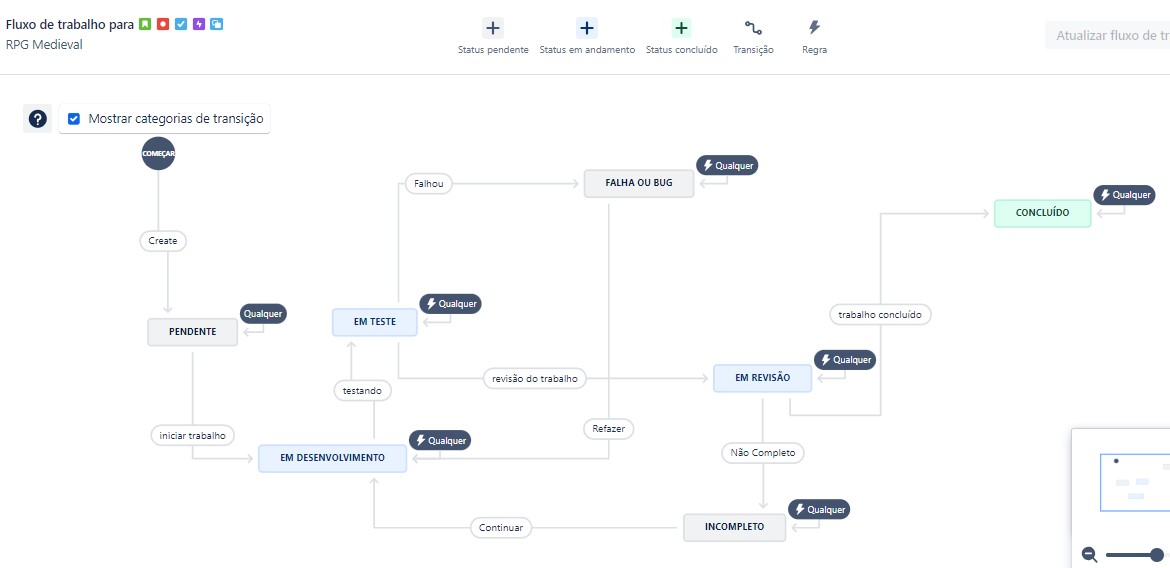 Fluxo de trabalho para
RPG Medieval
Status pendente
Status em andamento
Status concluído
Transição
Regra
Atualizar fluxo de tr
?
Mostrar categorias de transição
COMEÇAR
Qualquer
Falhou
FALHA OU BUG
Qualquer
CONCLUÍDO
Create
Qualquer
Qualquer
PENDENTE
EM TESTE
trabalho concluído
Qualquer
revisão do trabalho
EM REVISÃO
testando
iniciar trabalho
Refazer
Qualquer
EM DESENVOLVIMENTO
Não Completo
Qualquer
Continuar
INCOMPLETO